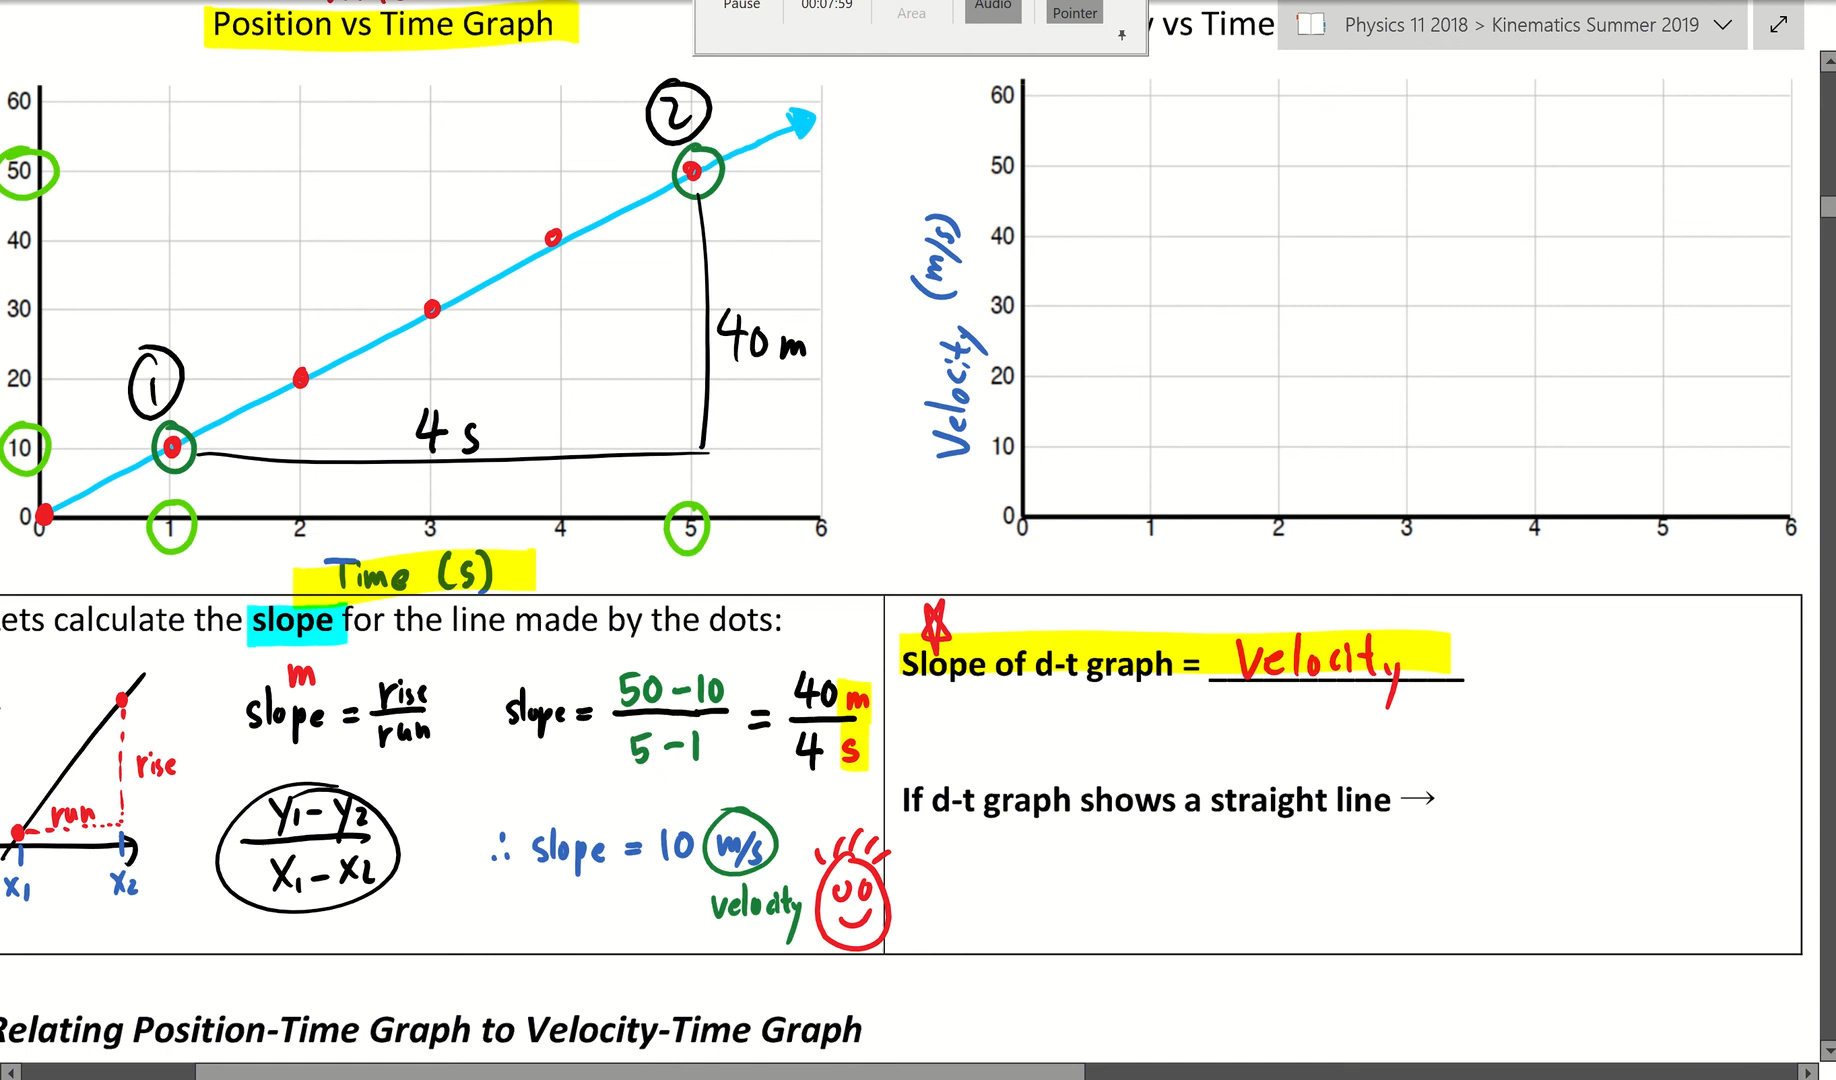 Position vs Time Graph
Pause
00:07:59
Area
Audio
Pointer
vs Time
Physics 11 2018 > Kinematics Summer 2019
60
50
40
30
20
10
0
0 1 2 3 4 5 6
①
②
4 s
40 m
Time (s)
60
50
40
30
20
10
0
0 1 2 3 4 5 6
Velocity (m/s)
ets calculate the slope for the line made by the dots:
m
slope = rise
run
slope = 50 - 10
5 - 1
= 40 m
4 s
rise
run
x₁ x₂
y₁ - y₂
x₁ - x₂
∴ slope = 10 m/s
velocity
Slope of d-t graph = Velocity
If d-t graph shows a straight line →
Relating Position-Time Graph to Velocity-Time Graph